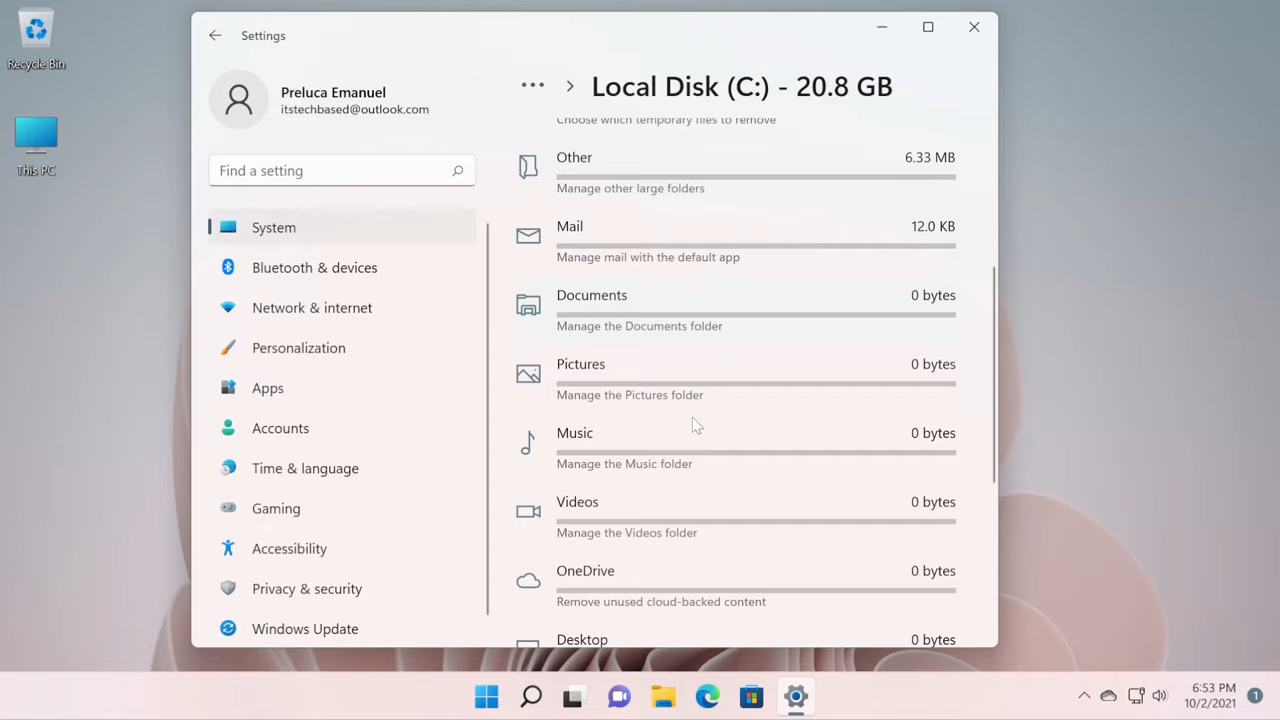 Recycle Bin
This PC
Settings
Preluca Emanuel
itstechbased@outlook.com
Find a setting
System
Bluetooth & devices
Network & internet
Personalization
Apps
Accounts
Time & language
Gaming
Accessibility
Privacy & security
Windows Update
... > Local Disk (C:) - 20.8 GB
Choose which temporary files to remove
Other 6.33 MB
Manage other large folders
Mail 12.0 KB
Manage mail with the default app
Documents 0 bytes
Manage the Documents folder
Pictures 0 bytes
Manage the Pictures folder
Music 0 bytes
Manage the Music folder
Videos 0 bytes
Manage the Videos folder
OneDrive 0 bytes
Remove unused cloud-backed content
Desktop 0 bytes
6:53 PM
10/2/2021
1